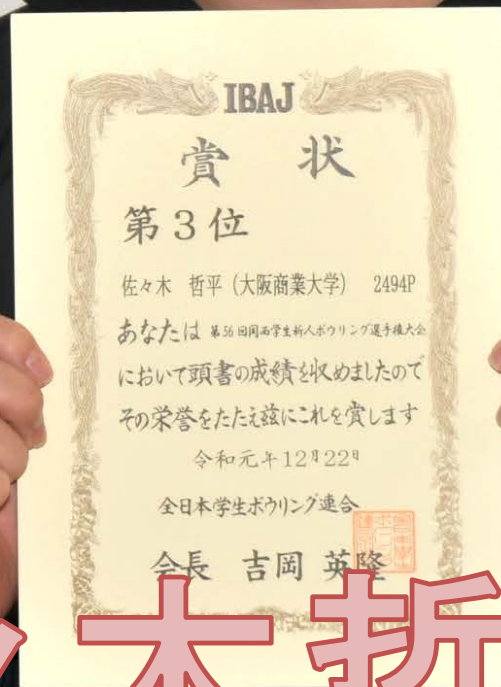 IBAJ
賞 状
第3位
佐々木 哲平（大阪商業大学） 2494P
あなたは 第56回関西学生新人ボウリング選手権大会
において頭書の成績を収めましたので
その栄誉をたたえ茲にこれを賞します
令和元年12月22日
全日本学生ボウリング連合
会長 吉岡 英隆
木